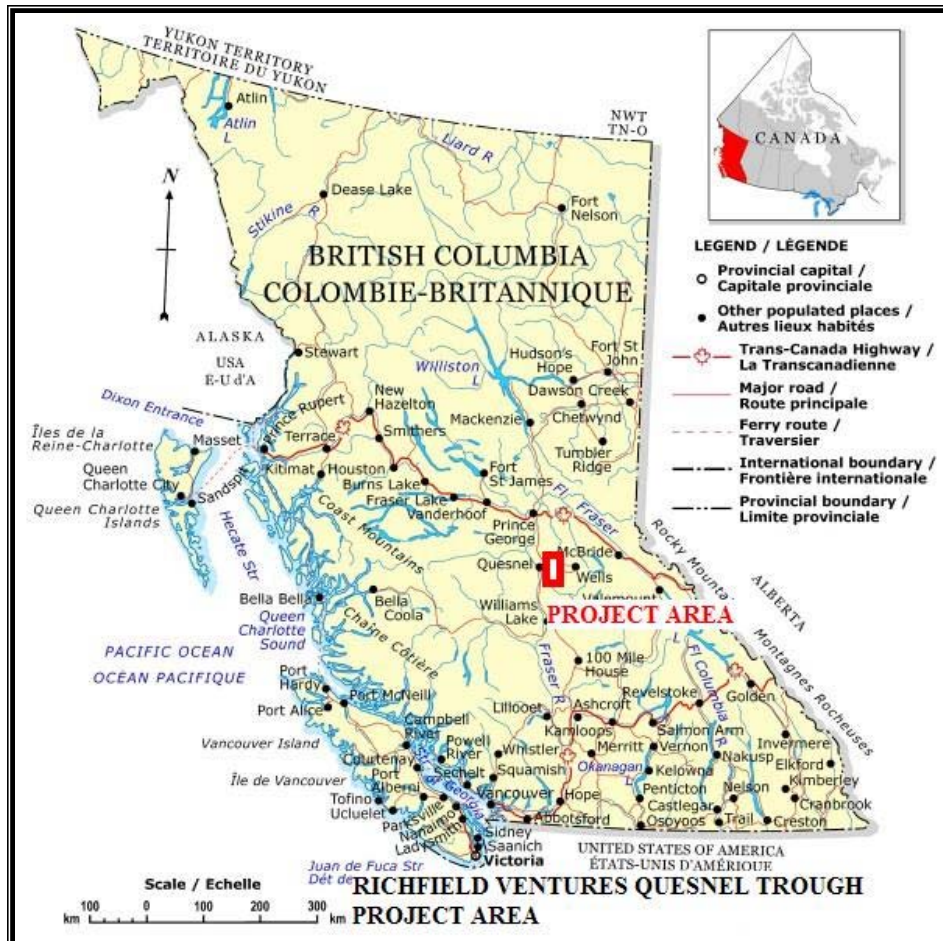 YUKON TERRITORY
TERRITOIRE DU YUKON
NWT
TN-O
Atlin
Atlin
L
Liard R
N
Dease Lake
Stikine R
Fort
Nelson
BRITISH COLUMBIA
COLOMBIE-BRITANNIQUE
CANADA
LEGEND / LÉGENDE
Provincial capital /
Capitale provinciale
Other populated places /
Autres lieux habités
Trans-Canada Highway /
La Transcanadienne
Major road /
Route principale
Ferry route /
Traversier
International boundary /
Frontière internationale
Provincial boundary /
Limite provinciale
ALASKA
USA
É-U d'A
Stewart
Williston
L
Hudson's
Hope
Fort St
John
Dawson Creek
Chetwynd
Mackenzie
Tumbler
Ridge
Dixon Entrance
Prince Rupert
New
Hazelton
Terrace
Smithers
Îles de la
Reine-Charlotte
Masset
Queen
Charlotte City
Sandspit
Queen Charlotte
Islands
Kitimat
Houston
Burns Lake
Fort
St James
Fraser Lake
Vanderhoof
Prince
George
Fl Fraser
McBride
Rocky Mounta
Hecate Str
Coast Mountains
Quesnel
Wells
Valemount
ALBERTA
PROJECT AREA
Williams
Lake
Bella Bella
Bella
Coola
Chaîne Côtière
Queen
Charlotte
Sound
PACIFIC OCEAN
OCÉAN PACIFIQUE
100 Mile
House
Fraser R
L
Fl Columbia R
Golden
Montagnes Rocheuses
Port
Hardy
Port McNeill
Port Alice
Lillooet
Ashcroft
Revelstoke
Kamloops
Salmon Arm
Campbell
River
Powell
River
Whistler
Merritt
Vernon
Nakusp
Invermere
Elkford
Vancouver Island
Courtenay
Sechelt
Squamish
Okanagan
L
Kelowna
Kimberley
Île de Vancouver
Port
Alberni
Str of Georgia
Vancouver
Hope
Penticton
Nelson
Cranbrook
Tofino
Ucluelet
Parksville
Nanaimo
Ladysmith
Abbotsford
Castlegar
Osoyoos
Trail
Creston
Sidney
Saanich
Victoria
UNITED STATES OF AMERICA
ÉTATS-UNIS D'AMÉRIQUE
Juan de Fuca Str
Dét de
Scale / Echelle
100 0 100 200 300
km km
RICHFIELD VENTURES QUESNEL TROUGH
PROJECT AREA